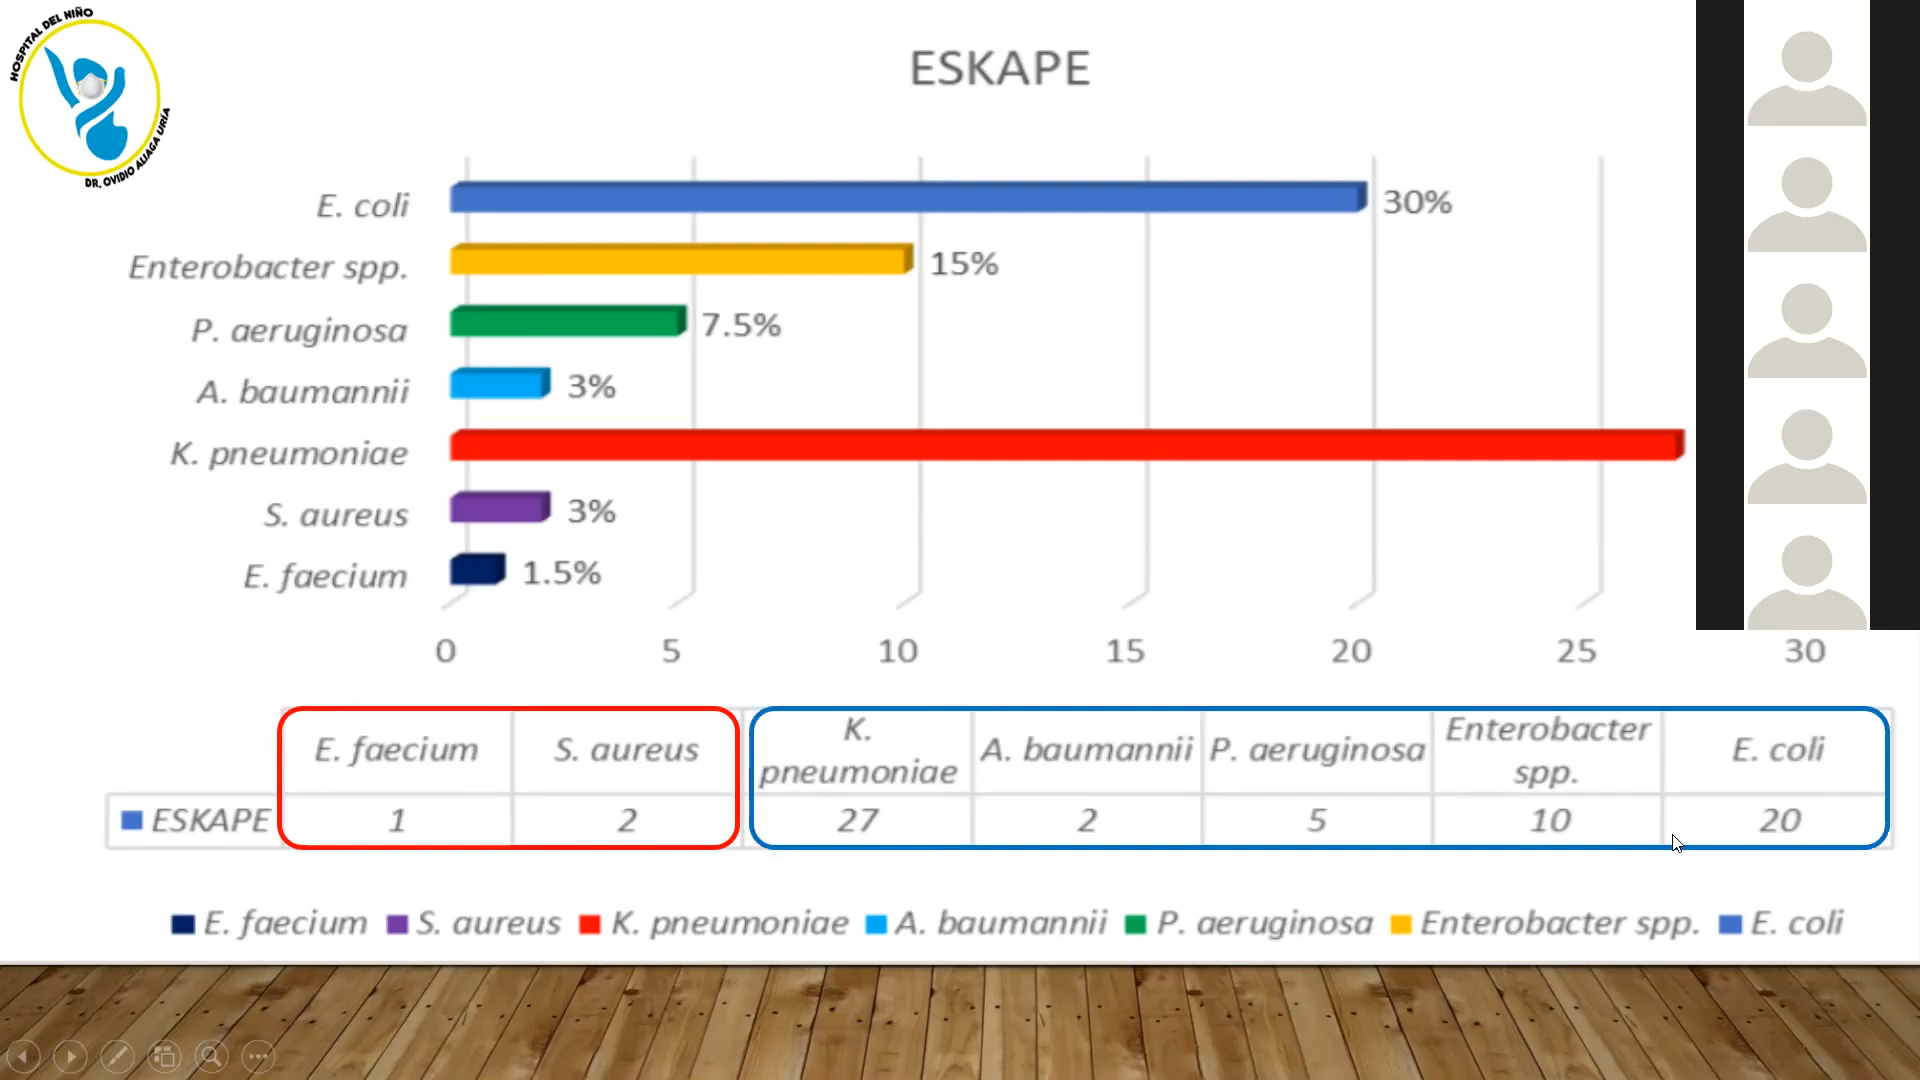 HOSPITAL DEL NIÑO
DR. OVIDIO ALIAGA URIA
ESKAPE
E. coli 30%
Enterobacter spp. 15%
P. aeruginosa 7.5%
A. baumannii 3%
K. pneumoniae
S. aureus 3%
E. faecium 1.5%
0 5 10 15 20 25 30
E. faecium S. aureus K. pneumoniae A. baumannii P. aeruginosa Enterobacter spp. E. coli
ESKAPE 1 2 27 2 5 10 20
E. faecium S. aureus K. pneumoniae A. baumannii P. aeruginosa Enterobacter spp. E. coli